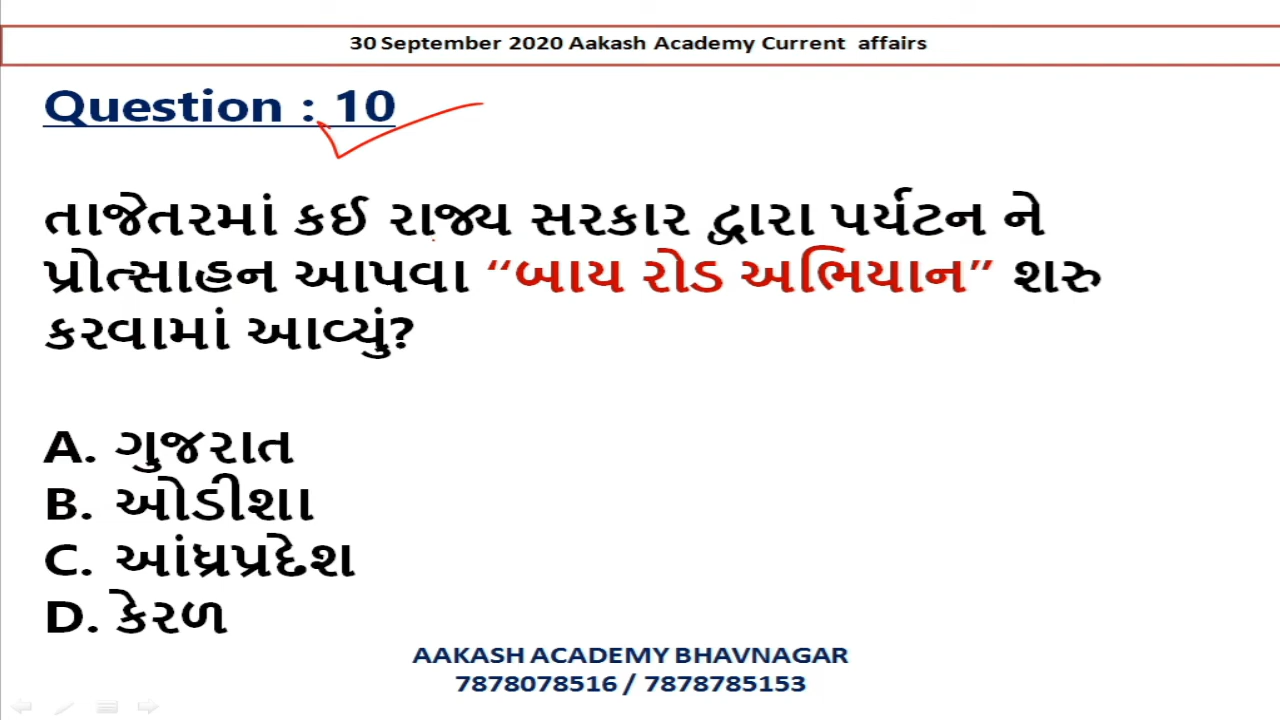 30 September 2020 Aakash Academy Current affairs
Question : 10
તાજેતરમાં કઈ રાજ્ય સરકાર દ્વારા પર્યટન ને
પ્રોત્સાહન આપવા “બાય રોડ અભિયાન” શરુ
કરવામાં આવ્યું?
A. ગુજરાત
B. ઓડીશા
C. આંધ્રપ્રદેશ
D. કેરળ
AAKASH ACADEMY BHAVNAGAR
7878078516 / 7878785153